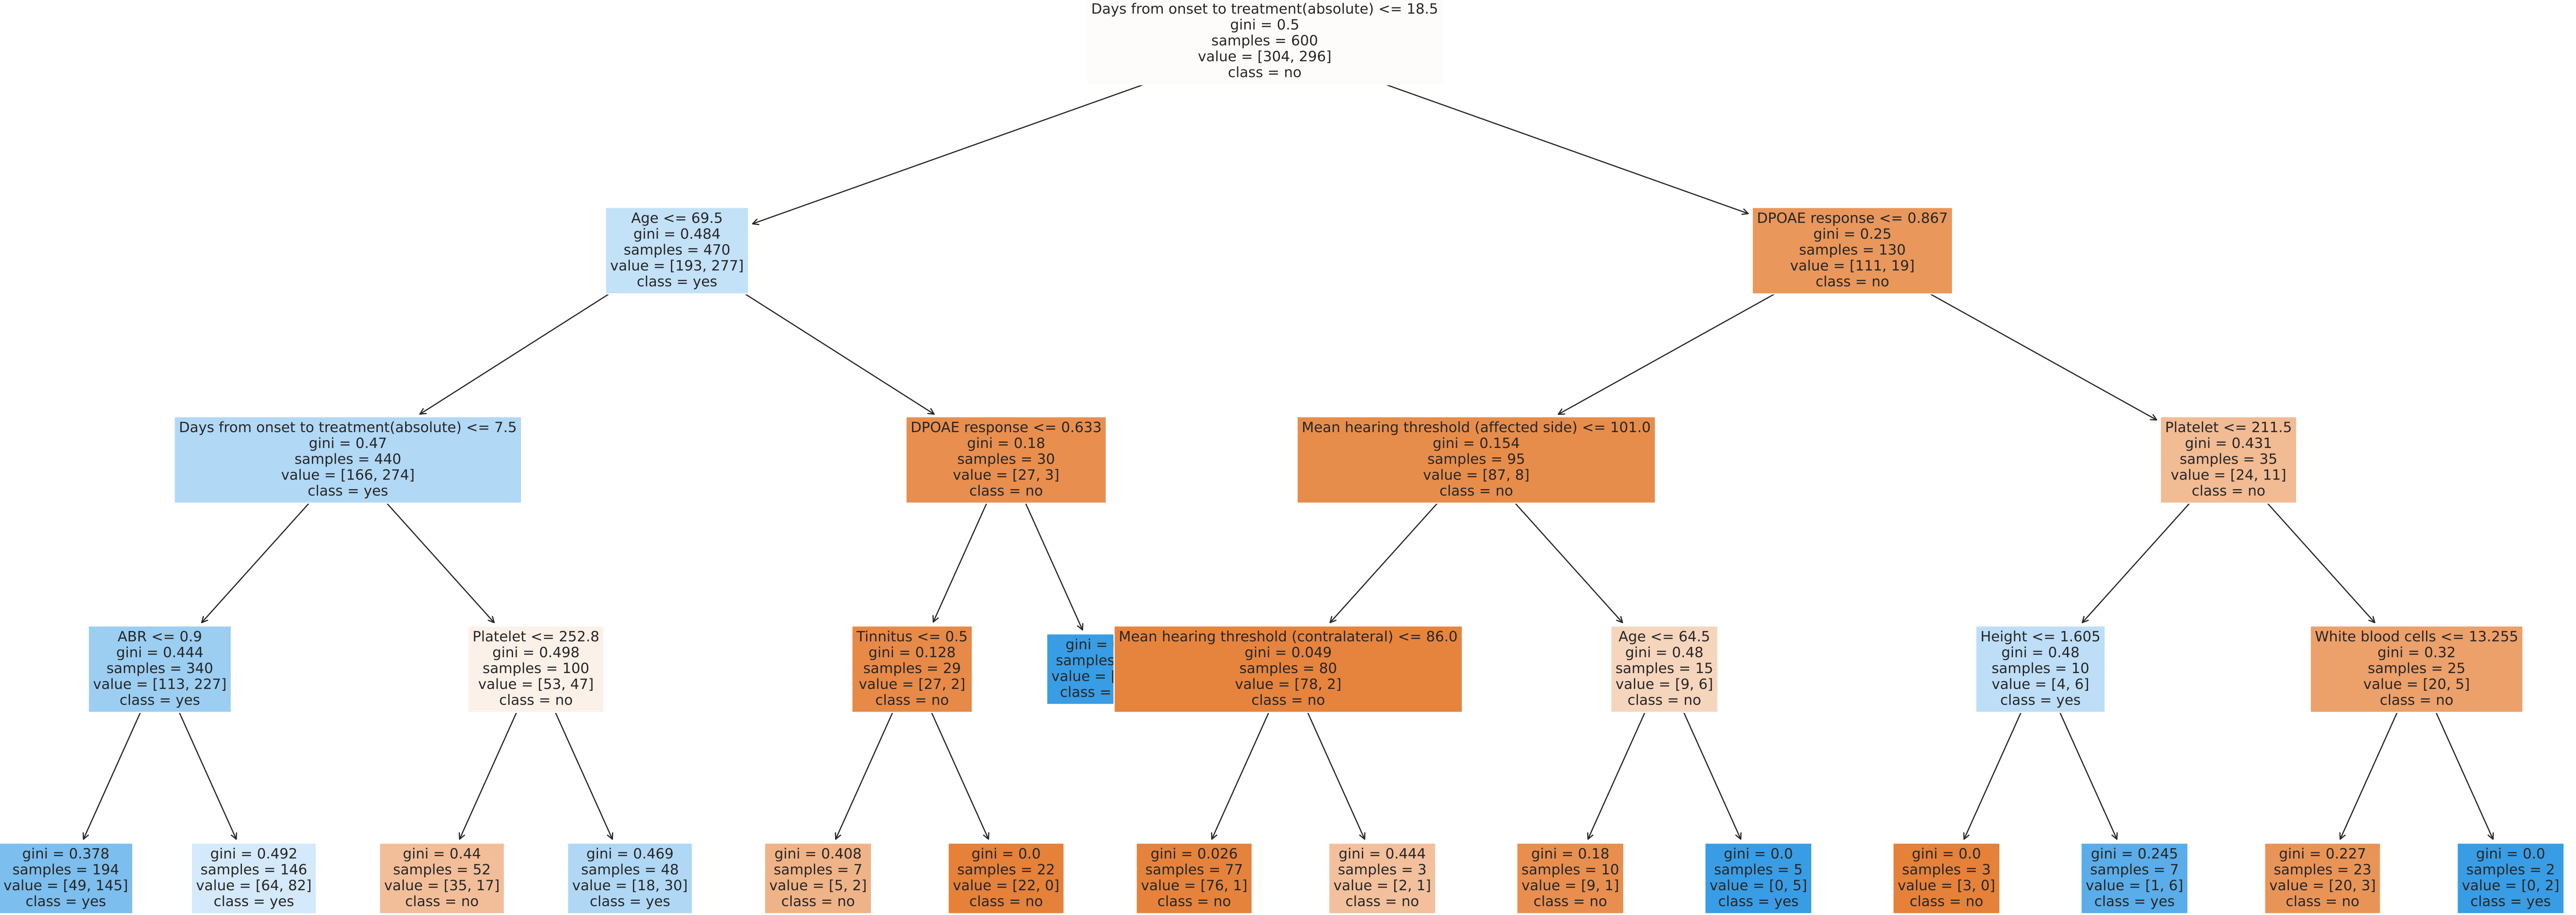 Days from onset to treatment(absolute) <= 18.5
gini = 0.5
samples = 600
value = [304, 296]
class = no
Age <= 69.5
gini = 0.484
samples = 470
value = [193, 277]
class = yes
DPOAE response <= 0.867
gini = 0.25
samples = 130
value = [111, 19]
class = no
Days from onset to treatment(absolute) <= 7.5
gini = 0.47
samples = 440
value = [166, 274]
class = yes
DPOAE response <= 0.633
gini = 0.18
samples = 30
value = [27, 3]
class = no
Mean hearing threshold (affected side) <= 101.0
gini = 0.154
samples = 95
value = [87, 8]
class = no
Platelet <= 211.5
gini = 0.431
samples = 35
value = [24, 11]
class = no
ABR <= 0.9
gini = 0.444
samples = 340
value = [113, 227]
class = yes
Platelet <= 252.8
gini = 0.498
samples = 100
value = [53, 47]
class = no
Tinnitus <= 0.5
gini = 0.128
samples = 29
value = [27, 2]
class = no
gini =
samples
value = [
class =
Mean hearing threshold (contralateral) <= 86.0
gini = 0.049
samples = 80
value = [78, 2]
class = no
Age <= 64.5
gini = 0.48
samples = 15
value = [9, 6]
class = no
Height <= 1.605
gini = 0.48
samples = 10
value = [4, 6]
class = yes
White blood cells <= 13.255
gini = 0.32
samples = 25
value = [20, 5]
class = no
gini = 0.378
samples = 194
value = [49, 145]
class = yes
gini = 0.492
samples = 146
value = [64, 82]
class = yes
gini = 0.44
samples = 52
value = [35, 17]
class = no
gini = 0.469
samples = 48
value = [18, 30]
class = yes
gini = 0.408
samples = 7
value = [5, 2]
class = no
gini = 0.0
samples = 22
value = [22, 0]
class = no
gini = 0.026
samples = 77
value = [76, 1]
class = no
gini = 0.444
samples = 3
value = [2, 1]
class = no
gini = 0.18
samples = 10
value = [9, 1]
class = no
gini = 0.0
samples = 5
value = [0, 5]
class = yes
gini = 0.0
samples = 3
value = [3, 0]
class = no
gini = 0.245
samples = 7
value = [1, 6]
class = yes
gini = 0.227
samples = 23
value = [20, 3]
class = no
gini = 0.0
samples = 2
value = [0, 2]
class = yes